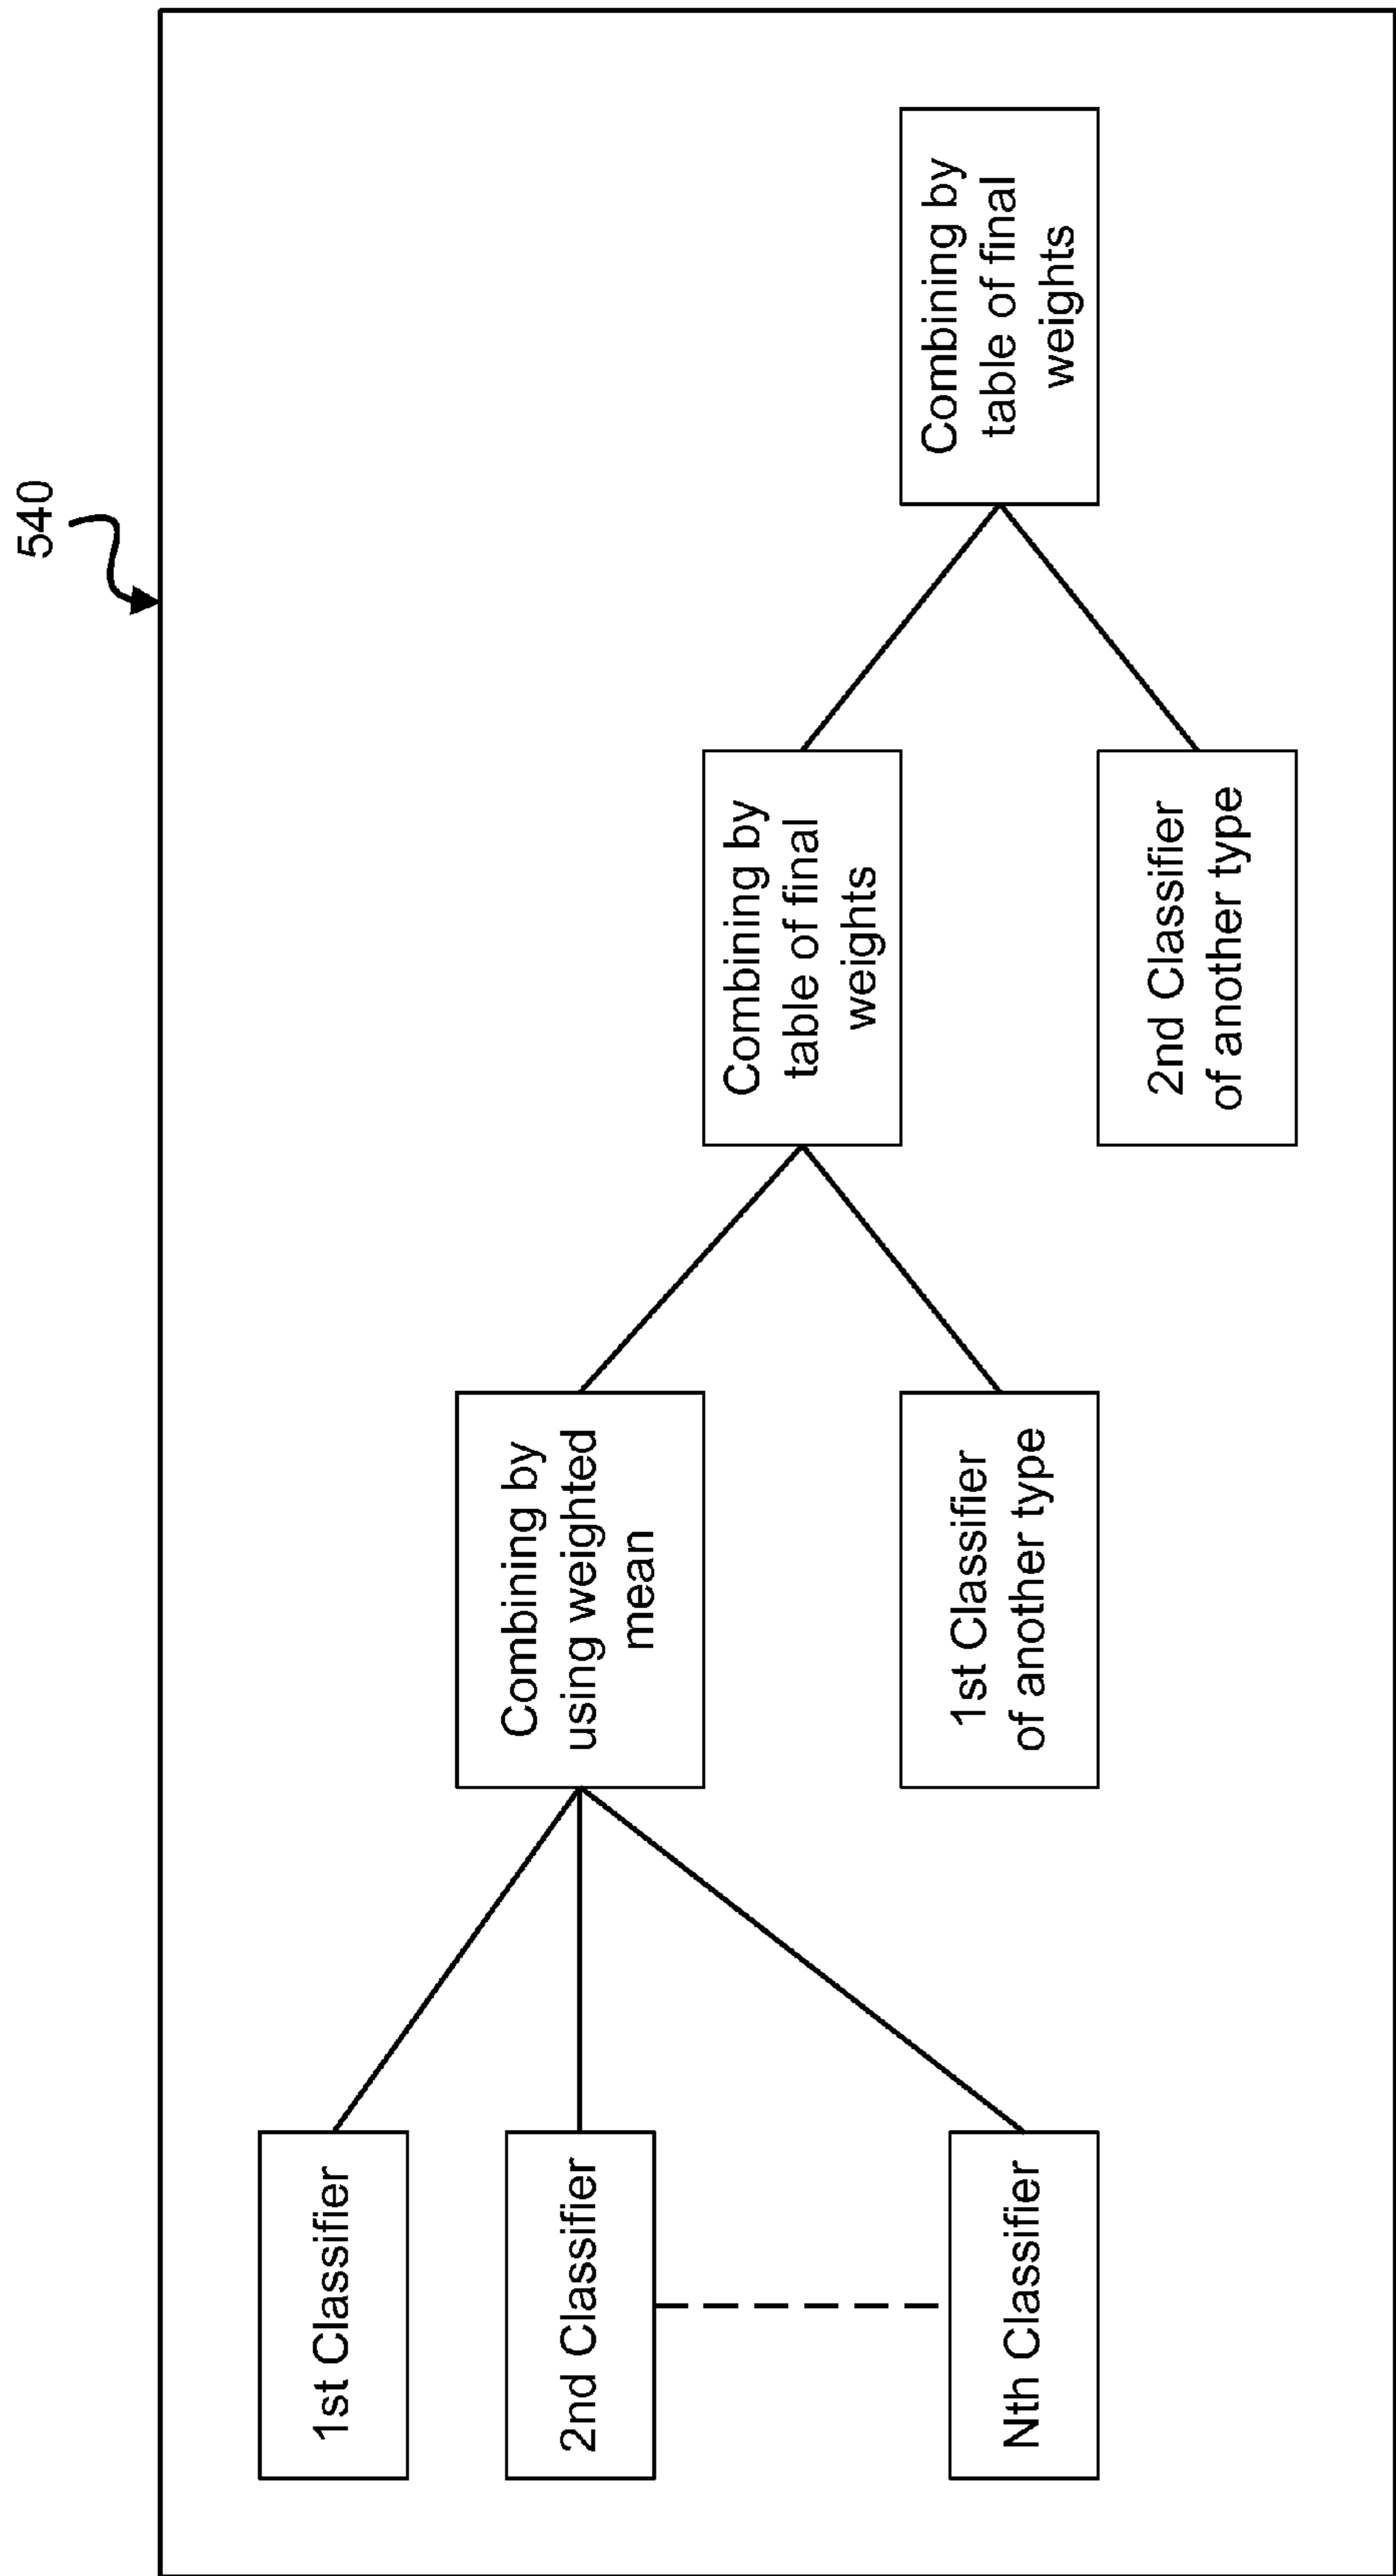 540
1st Classifier
2nd Classifier
Nth Classifier
Combining by
using weighted
mean
1st Classifier
of another type
Combining by
table of final
weights
2nd Classifier
of another type
Combining by
table of final
weights